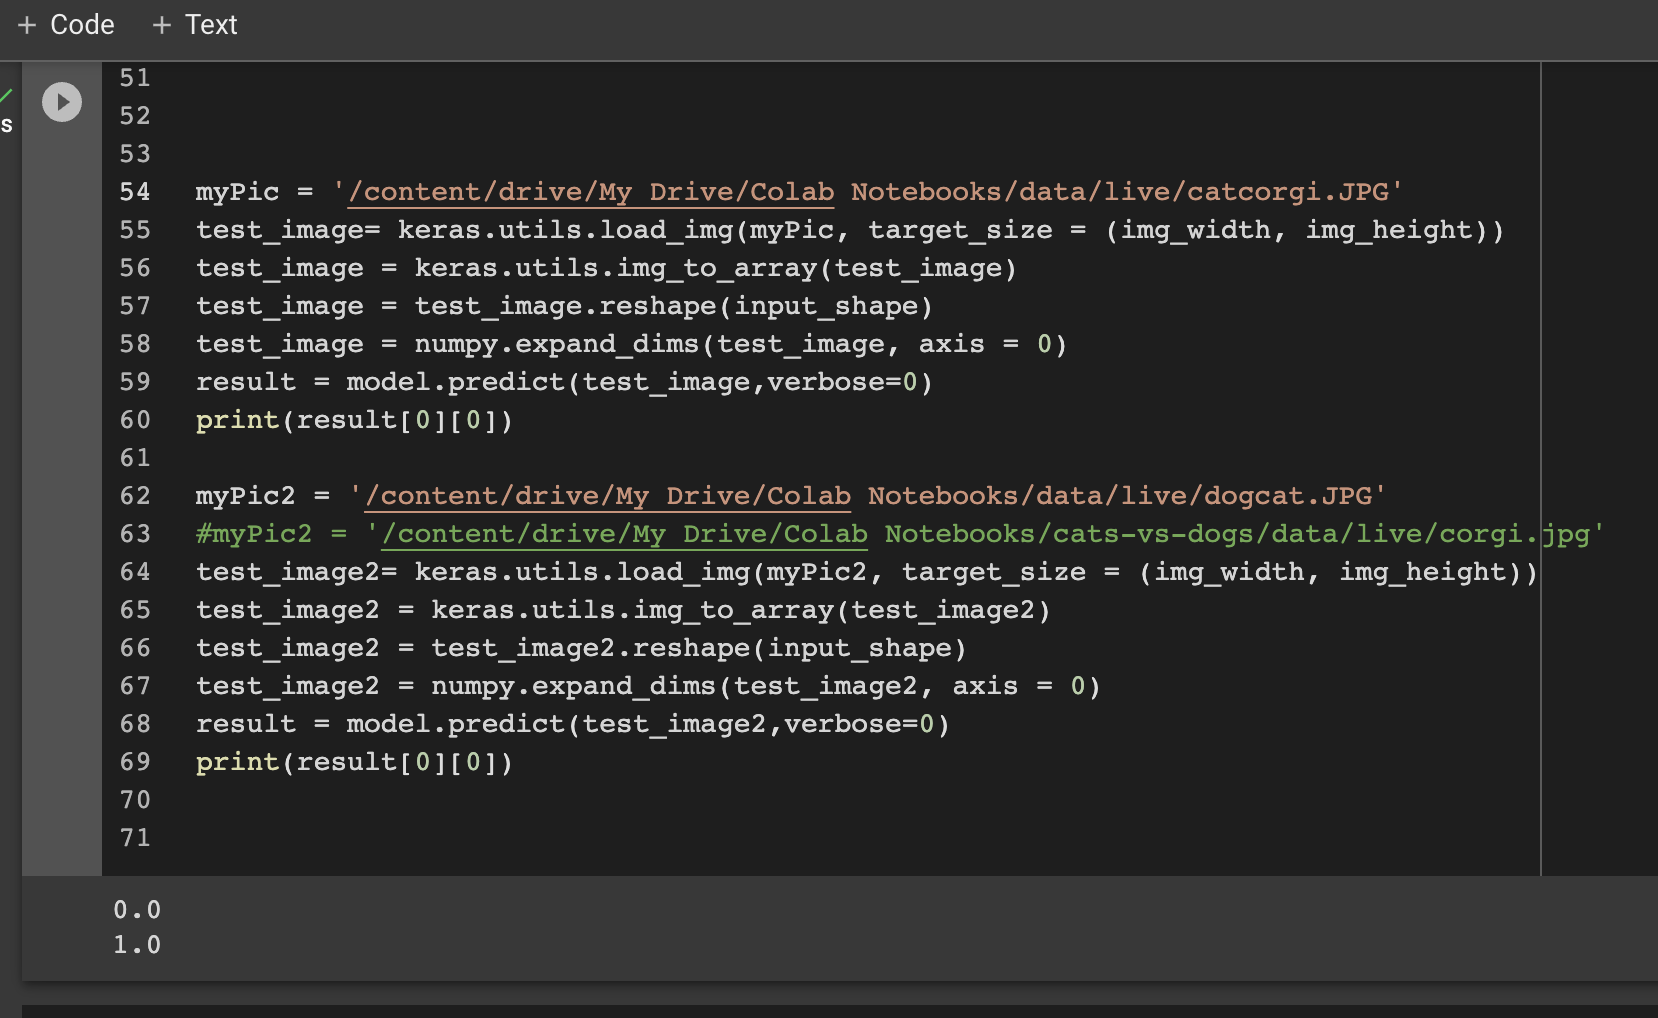 + Code + Text
s
51
52
53
54 myPic = '/content/drive/My Drive/Colab Notebooks/data/live/catcorgi.JPG'
55 test_image= keras.utils.load_img(myPic, target_size = (img_width, img_height))
56 test_image = keras.utils.img_to_array(test_image)
57 test_image = test_image.reshape(input_shape)
58 test_image = numpy.expand_dims(test_image, axis = 0)
59 result = model.predict(test_image,verbose=0)
60 print(result[0][0])
61
62 myPic2 = '/content/drive/My Drive/Colab Notebooks/data/live/dogcat.JPG'
63 #myPic2 = '/content/drive/My Drive/Colab Notebooks/cats-vs-dogs/data/live/corgi.jpg'
64 test_image2= keras.utils.load_img(myPic2, target_size = (img_width, img_height))
65 test_image2 = keras.utils.img_to_array(test_image2)
66 test_image2 = test_image2.reshape(input_shape)
67 test_image2 = numpy.expand_dims(test_image2, axis = 0)
68 result = model.predict(test_image2,verbose=0)
69 print(result[0][0])
70
71
0.0
1.0